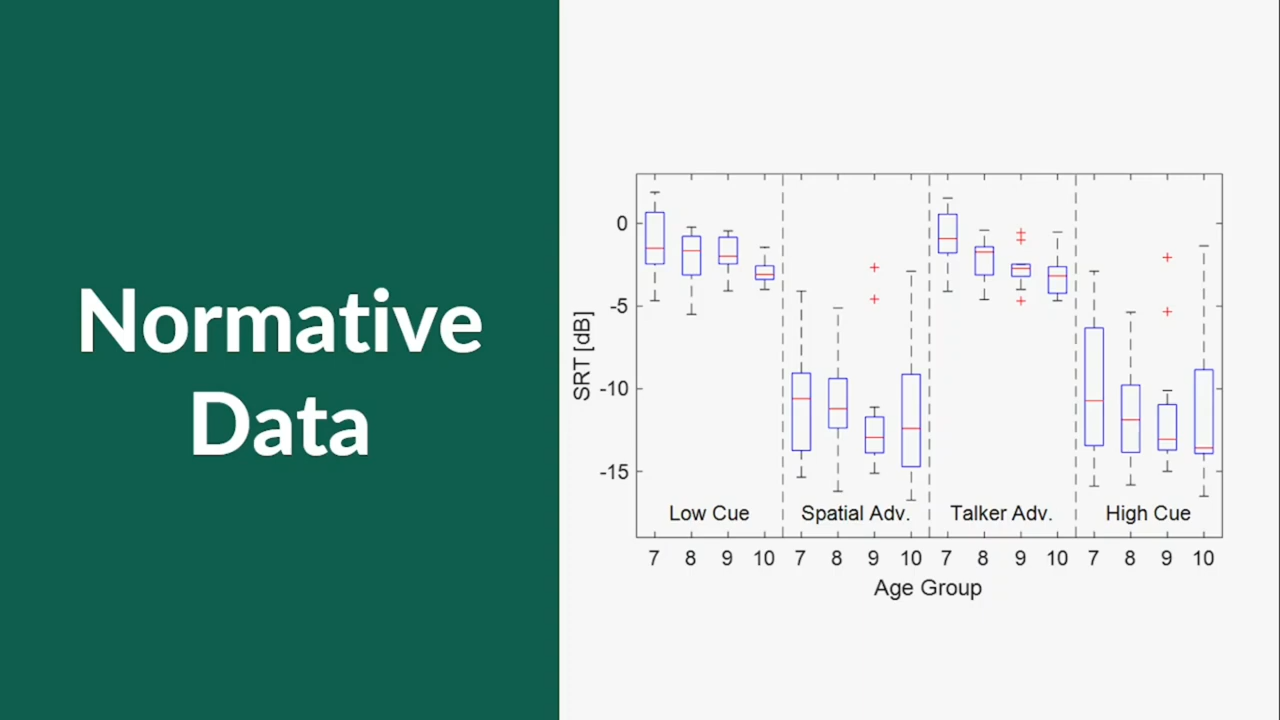 Normative
Data
0
-5
-10
-15
SRT [dB]
Low Cue
Spatial Adv.
Talker Adv.
High Cue
7 8 9 10 7 8 9 10 7 8 9 10 7 8 9 10
Age Group